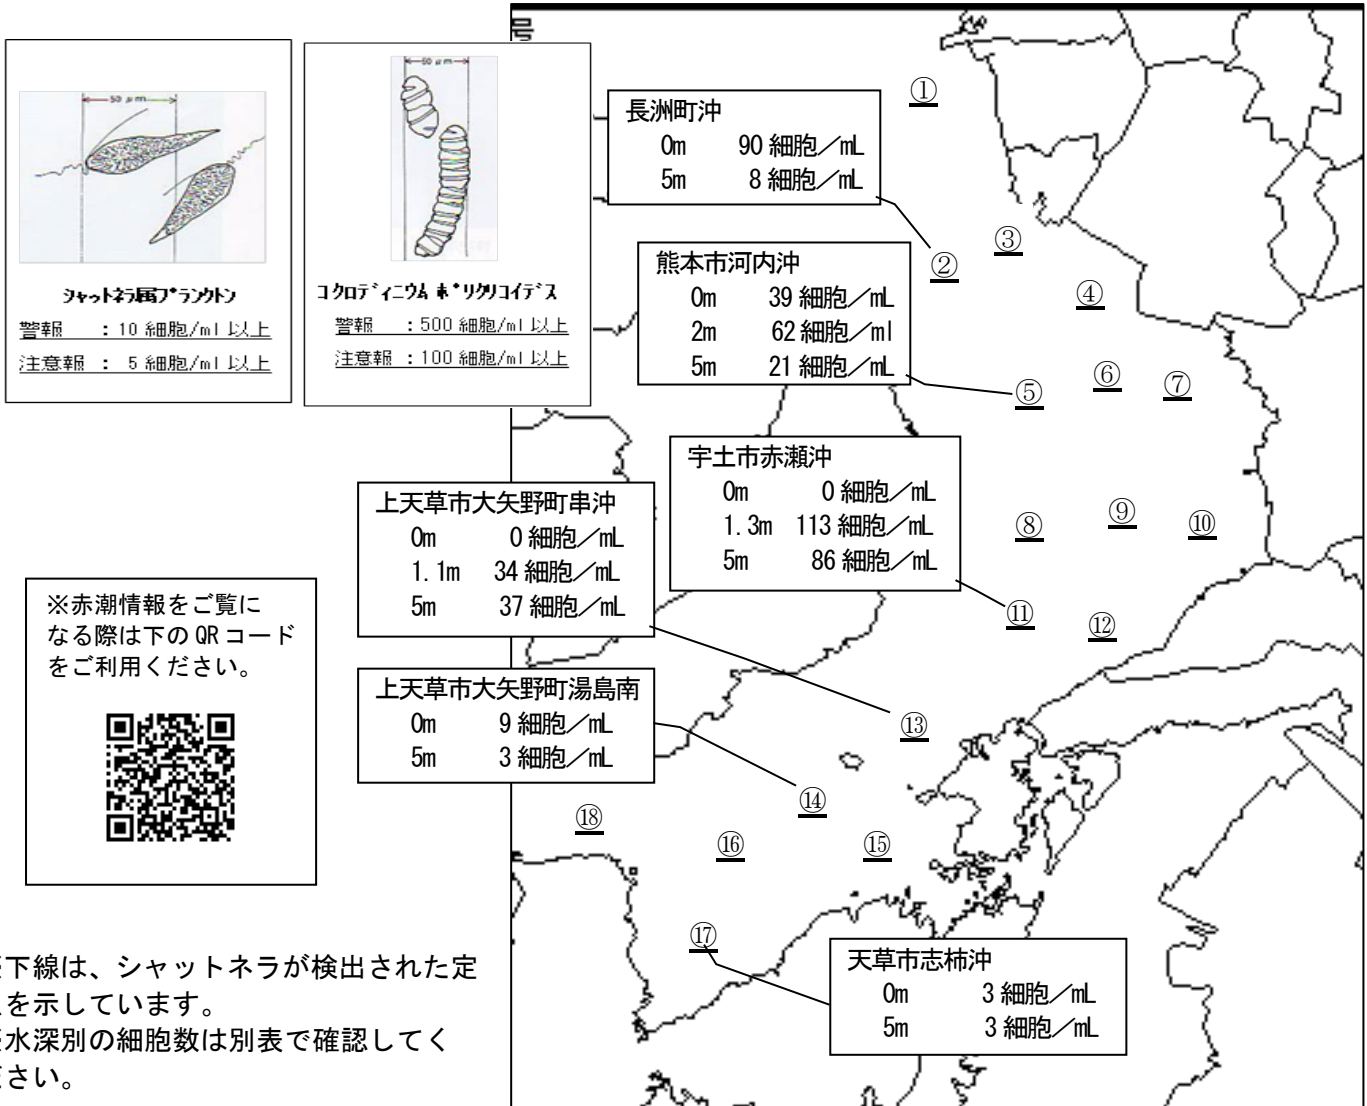 号
50 μm
シャットネラ属プランクトン
警報 ：10 細胞/ml 以上
注意報 ： 5 細胞/ml 以上
50 μm
コクロディニウム ポリクリコイデス
警報 ：500 細胞/ml 以上
注意報 ：100 細胞/ml 以上
長洲町沖
0m 90 細胞／mL
5m 8 細胞／mL
熊本市河内沖
0m 39 細胞／mL
2m 62 細胞／ml
5m 21 細胞／mL
宇土市赤瀬沖
0m 0 細胞／mL
1.3m 113 細胞／mL
5m 86 細胞／mL
上天草市大矢野町串沖
0m 0 細胞／mL
1.1m 34 細胞／mL
5m 37 細胞／mL
上天草市大矢野町湯島南
0m 9 細胞／mL
5m 3 細胞／mL
天草市志柿沖
0m 3 細胞／mL
5m 3 細胞／mL
①
②
③
④
⑤
⑥
⑦
⑧
⑨
⑩
⑪
⑫
⑬
⑭
⑮
⑯
⑰
⑱
※赤潮情報をご覧に
なる際は下の QR コード
をご利用ください。
下線は、シャットネラが検出された定
を示しています。
水深別の細胞数は別表で確認してく
ださい。